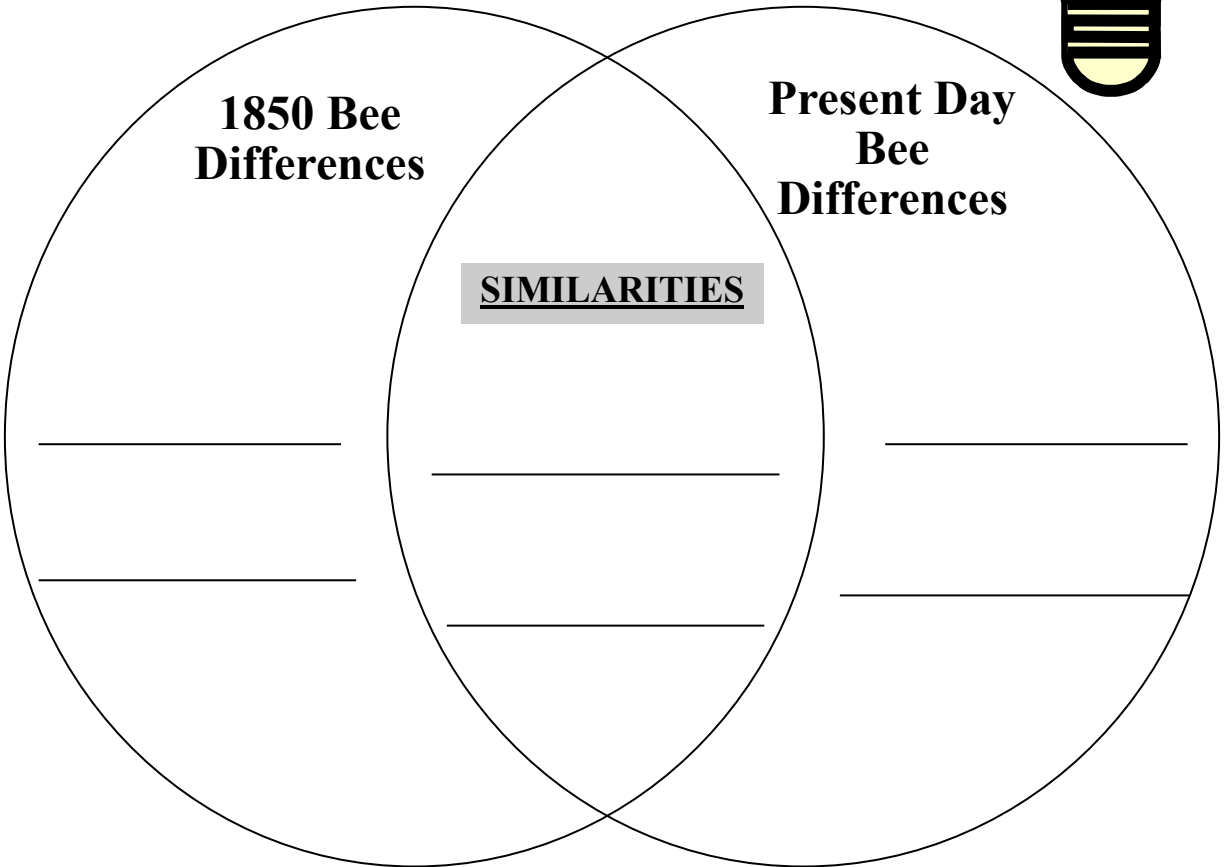 1850 Bee
Differences
Present Day
Bee
Differences
SIMILARITIES